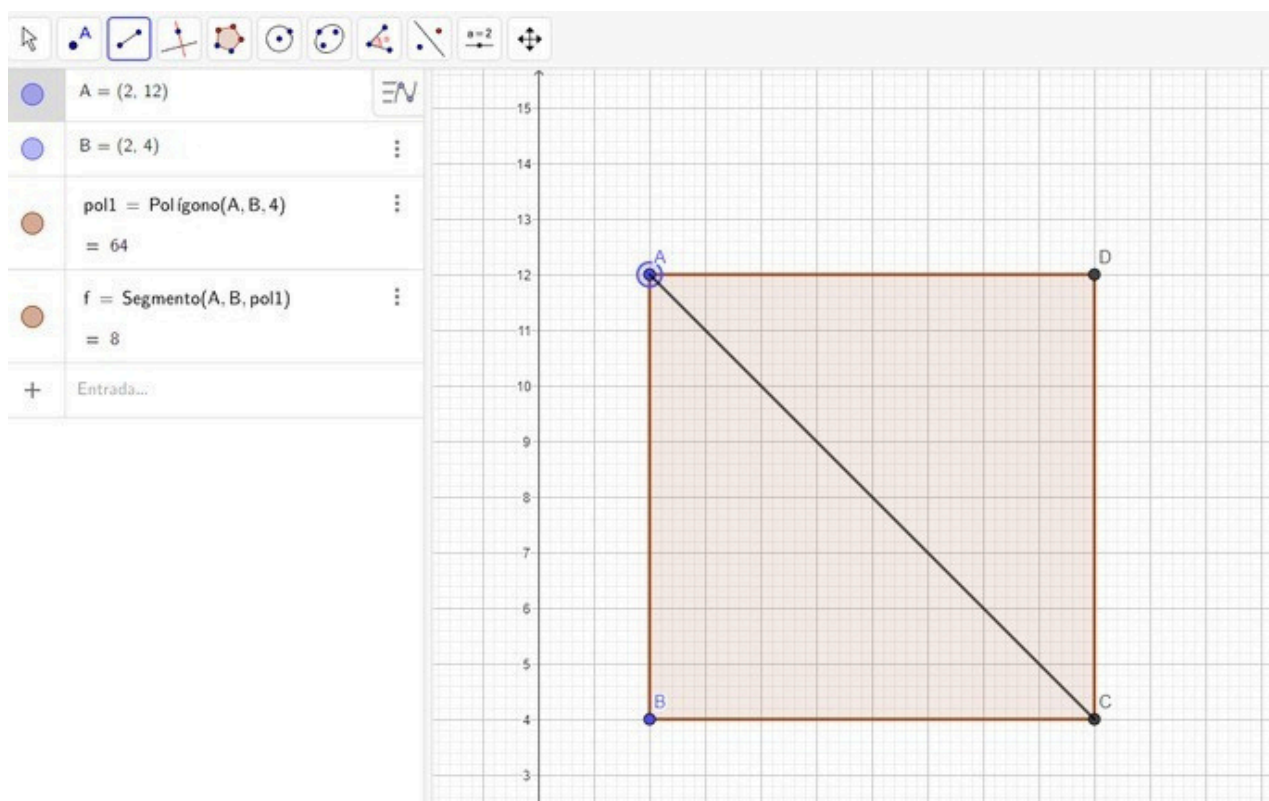 A
a=2
A = (2, 12)
B = (2, 4)
pol1 = Polígono(A, B, 4)
= 64
f = Segmento(A, B, pol1)
= 8
+ Entrada...
15
14
13
12
11
10
9
8
7
6
5
4
3
A
D
B
C